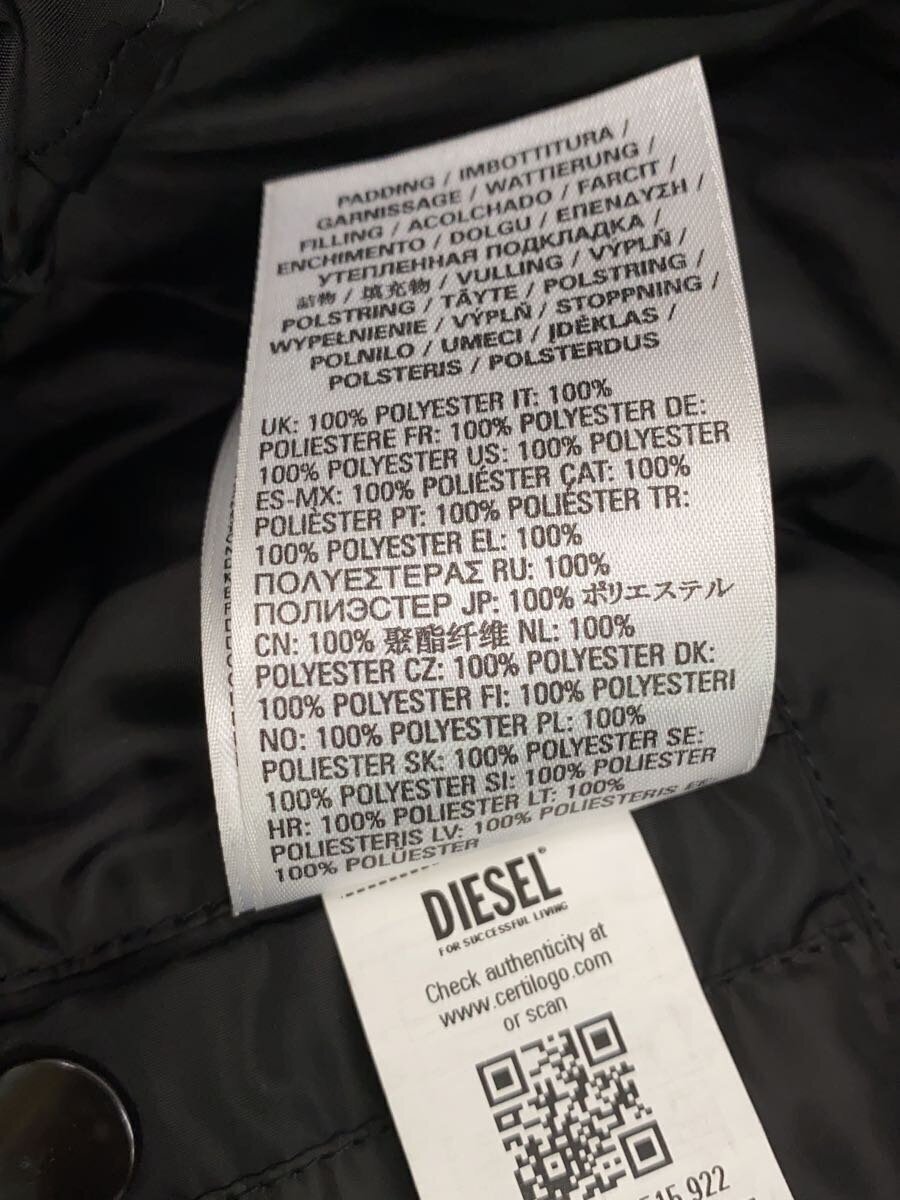 PADDING / IMBOTTITURA /
GARNISSAGE / WATTIERUNG /
FILLING / ACOLCHADO / FARCIT /
ENCHIMENTO / DOLGU / ΕΠΕΝΔΥΣΗ /
УТЕПЛЕННАЯ ПОДКЛАДКА /
詰物 / 填充物 / VULLING / VÝPLŇ /
POLSTRING / TÄYTE / POLSTRING /
WYPEŁNIENIE / VÝPLŇ / STOPPNING /
POLNILO / UMECI / ĮDĖKLAS /
POLSTERIS / POLSTERDUS
UK: 100% POLYESTER IT: 100%
POLIESTERE FR: 100% POLYESTER DE:
100% POLYESTER US: 100% POLYESTER
ES-MX: 100% POLIÉSTER CAT: 100%
POLIÈSTER PT: 100% POLIÉSTER TR:
100% POLYESTER EL: 100%
ΠΟΛΥΕΣΤΕΡΑΣ RU: 100%
ПОЛИЭСТЕР JP: 100% ポリエステル
CN: 100% 聚酯纤维 NL: 100%
POLYESTER CZ: 100% POLYESTER DK:
100% POLYESTER FI: 100% POLYESTERI
NO: 100% POLYESTER PL: 100%
POLIESTER SK: 100% POLYESTER SE:
100% POLYESTER SI: 100% POLIESTER
HR: 100% POLIESTER LT: 100%
POLIESTERIS LV: 100% POLIESTERIS
100% POLÜESTER
DIESEL®
FOR SUCCESSFUL LIVING
Check authenticity at
www.certilogo.com
or scan
922